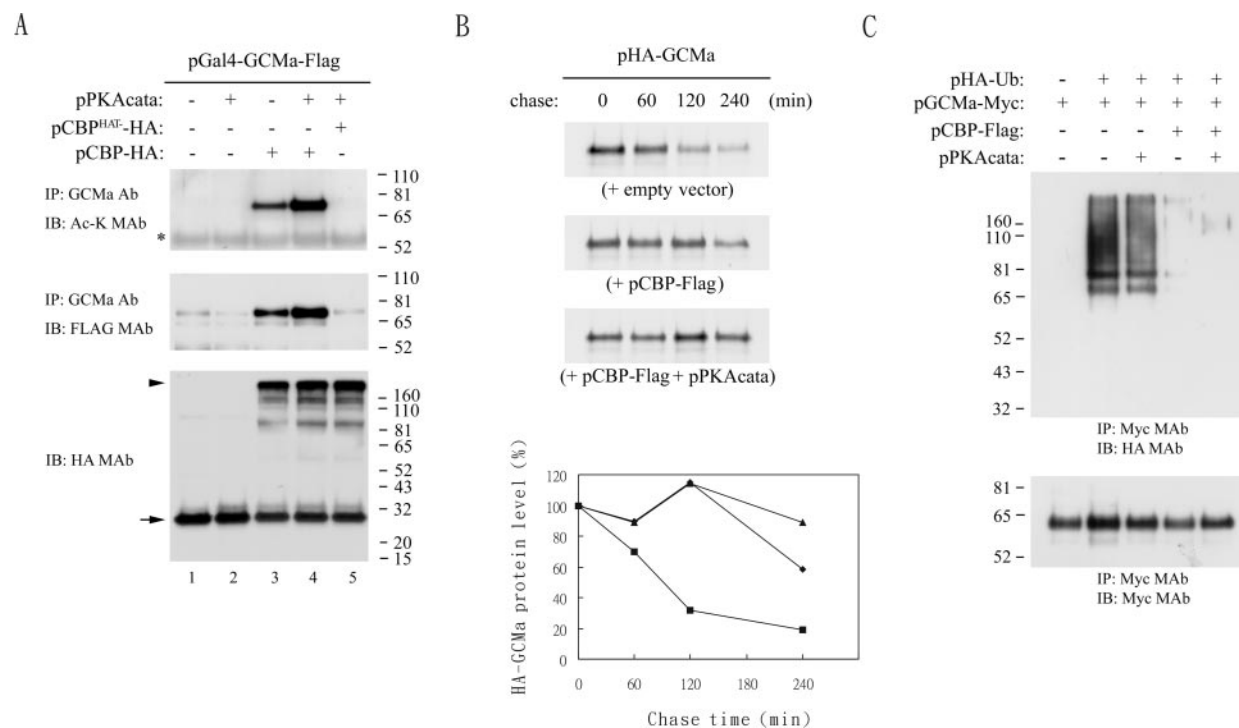 A
pGal4-GCMa-Flag
pPKAcata: - + - + +
pCBP^HAT--HA: - - - - +
pCBP-HA: - - + + -
IP: GCMa Ab
IB: Ac-K MAb
*
- 110
- 81
- 65
- 52
IP: GCMa Ab
IB: FLAG MAb
- 110
- 81
- 65
- 52
IB: HA MAb
- 160
- 110
- 81
- 65
- 52
- 43
- 32
- 20
- 15
1 2 3 4 5
B
pHA-GCMa
chase: 0 60 120 240 (min)
(+ empty vector)
(+ pCBP-Flag)
(+ pCBP-Flag + pPKAcata)
HA-GCMa protein level (%)
120
100
80
60
40
20
0
0 60 120 180 240
Chase time (min)
C
pHA-Ub: - + + + +
pGCMa-Myc: + + + + +
pCBP-Flag: - - - + +
pPKAcata: - - + - +
160 -
110 -
81 -
65 -
52 -
43 -
32 -
IP: Myc MAb
IB: HA MAb
81 -
65 -
52 -
IP: Myc MAb
IB: Myc MAb